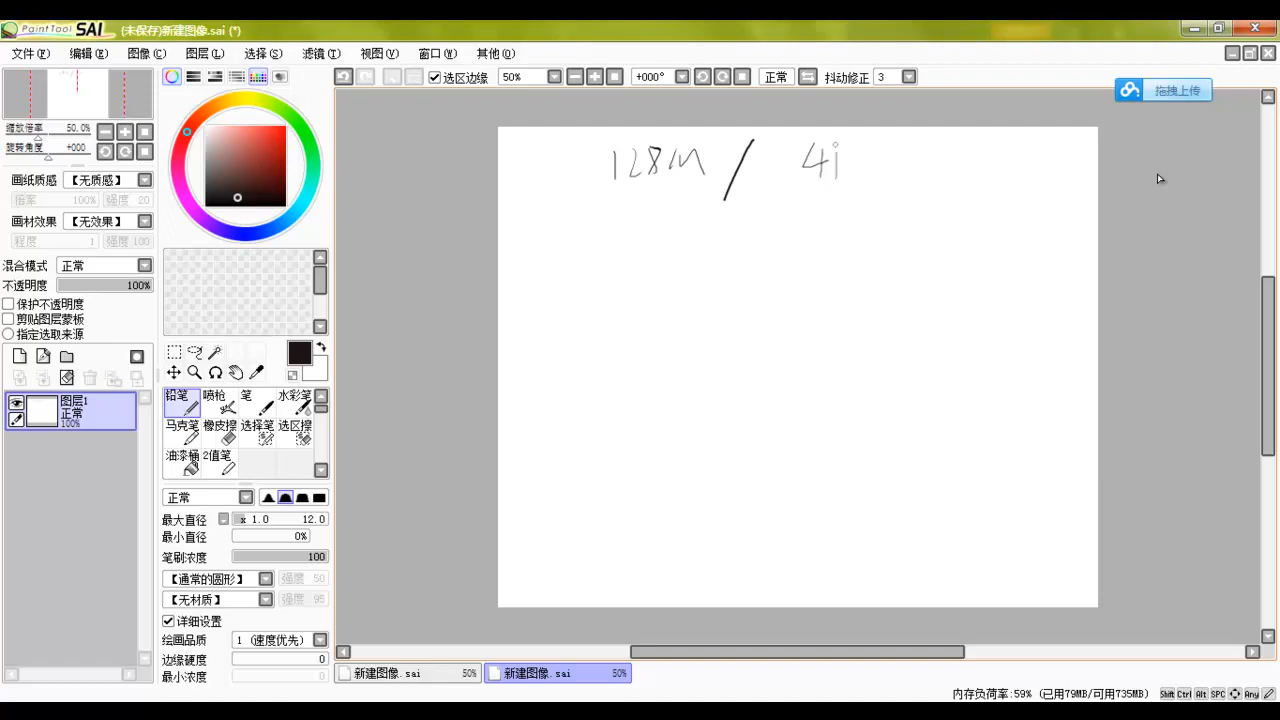 PaintTool SAI (未保存)新建图像.sai (*)
文件(F) 编辑(E) 图像(C) 图层(L) 选择(S) 滤镜(T) 视图(V) 窗口(W) 其他(O)
选区边缘 50% +000° 正常 抖动修正 3
拖拽上传
128M / 4j
缩放倍率 50.0%
旋转角度 +000
画纸质感 【无质感】
倍率 100% 强度 20
画材效果 【无效果】
程度 1 强度 100
混合模式 正常
不透明度 100%
保护不透明度
剪贴图层蒙板
指定选取来源
图层1
正常
100%
铅笔 喷枪 笔 水彩笔
马克笔 橡皮擦 选择笔 选区擦
油漆桶 2值笔
正常
最大直径 x 1.0 12.0
最小直径 0%
笔刷浓度 100
【通常的圆形】 强度 50
【无材质】 强度 95
详细设置
绘画品质 1 (速度优先)
边缘硬度 0
最小浓度 0
新建图像.sai 50% 新建图像.sai 50%
内存负荷率:59% (已用79MB/可用735MB) Shift Ctrl Alt SPC Any